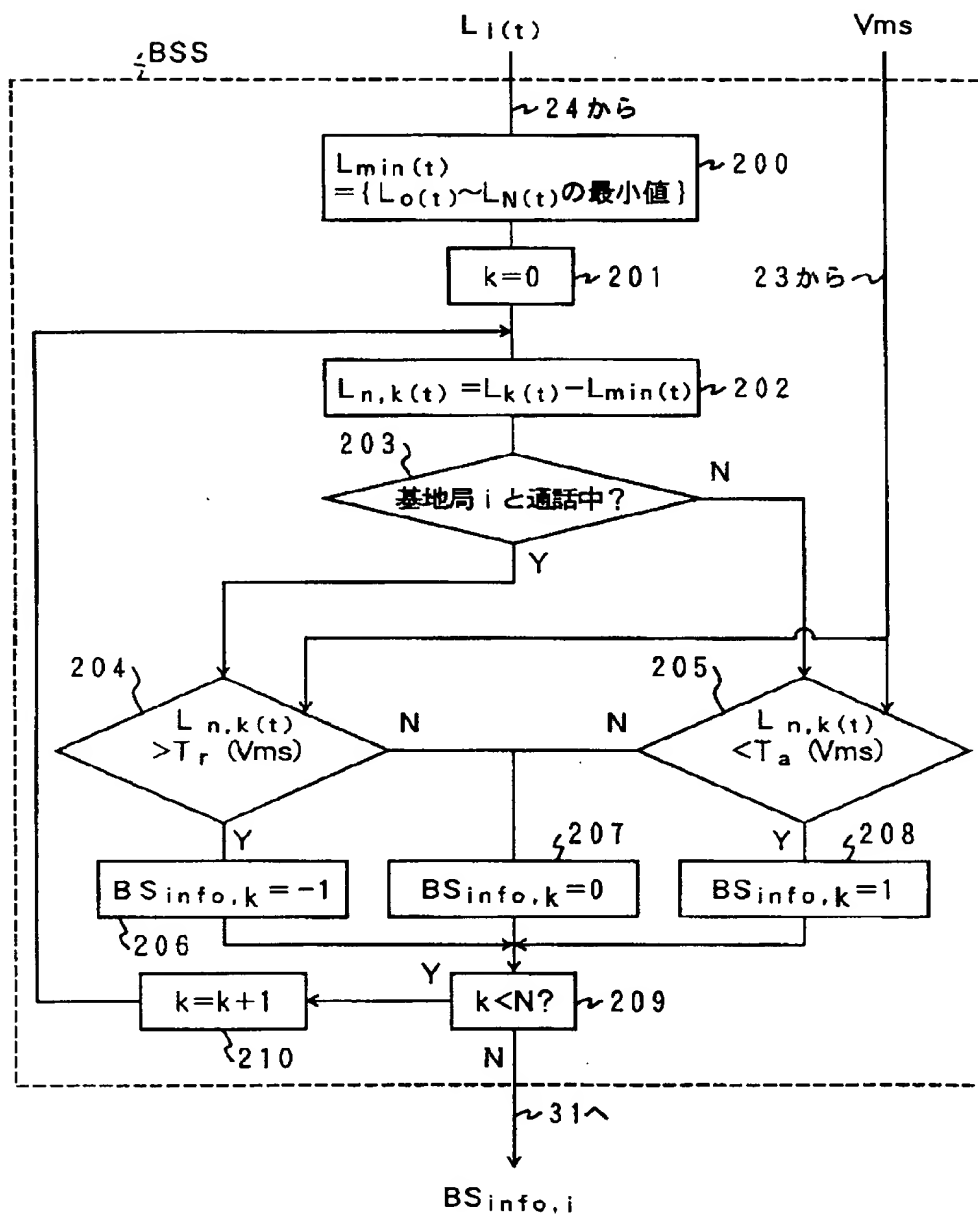 Li(t)
Vms
BSS
24から
Lmin(t)
={Lo(t)~LN(t)の最小値}
200
k=0
201
23から
Ln,k(t)=Lk(t)-Lmin(t)
202
203
基地局iと通話中?
N
Y
204
205
Ln,k(t)
>Tr(Vms)
N
N
Ln,k(t)
<Ta(Vms)
Y
207
Y
208
BSinfo,k=-1
BSinfo,k=0
BSinfo,k=1
206
Y
k=k+1
k<N?
209
210
N
31へ
BSinfo,i